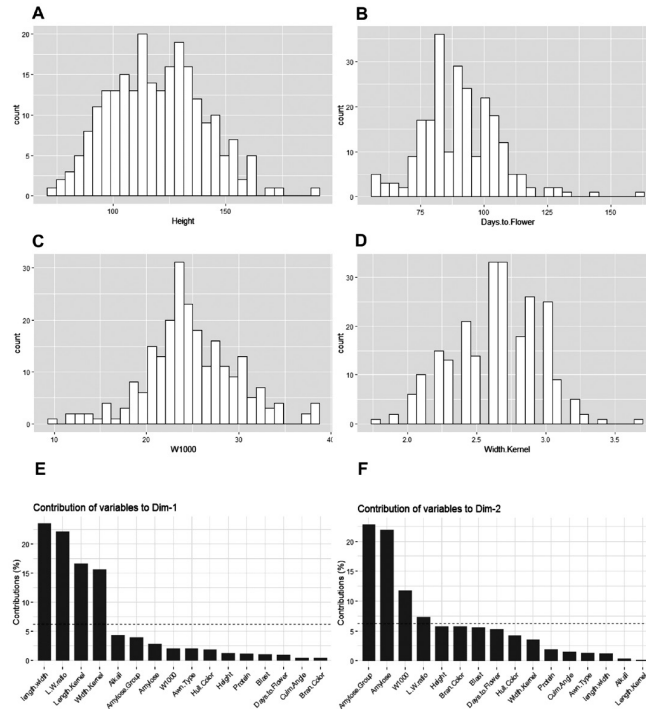 A
20
15
10
5
0
count
100
150
Height
B
30
20
10
0
count
75
100
125
150
Days.to.Flower
C
30
20
10
0
count
10
20
30
40
W1000
D
30
20
10
0
count
2.0
2.5
3.0
3.5
Width.Kernel
E
Contribution of variables to Dim-1
20
15
10
5
0
Contributions (%)
length.width
L.W.ratio
Length.Kernel
Width.Kernel
Alkali
Amylose.Group
Amylose
W1000
Awn.Type
Hull.Color
Height
Protein
Blast
Days.to.Flower
Culm.Angle
Bran.Color
F
Contribution of variables to Dim-2
20
15
10
5
0
Contributions (%)
Amylose.Group
Amylose
W1000
L.W.ratio
Height
Bran.Color
Blast
Days.to.Flower
Hull.Color
Width.Kernel
Protein
Culm.Angle
Awn.Type
length.width
Alkali
Length.Kernel